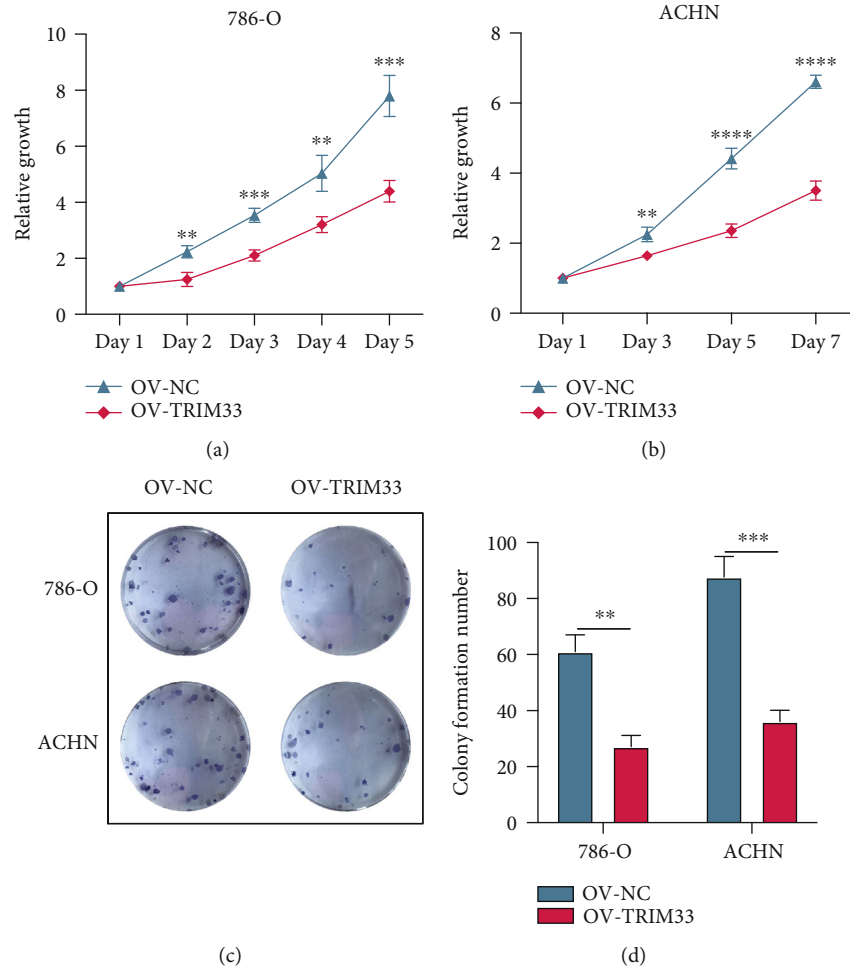 786-O
Relative growth
10
8
6
4
2
0
**
***
**
***
Day 1 Day 2 Day 3 Day 4 Day 5
OV-NC
OV-TRIM33
(a)
ACHN
Relative growth
8
6
4
2
0
**
****
****
Day 1 Day 3 Day 5 Day 7
OV-NC
OV-TRIM33
(b)
OV-NC OV-TRIM33
786-O
ACHN
(c)
Colony formation number
100
80
60
40
20
0
**
***
786-O ACHN
OV-NC
OV-TRIM33
(d)